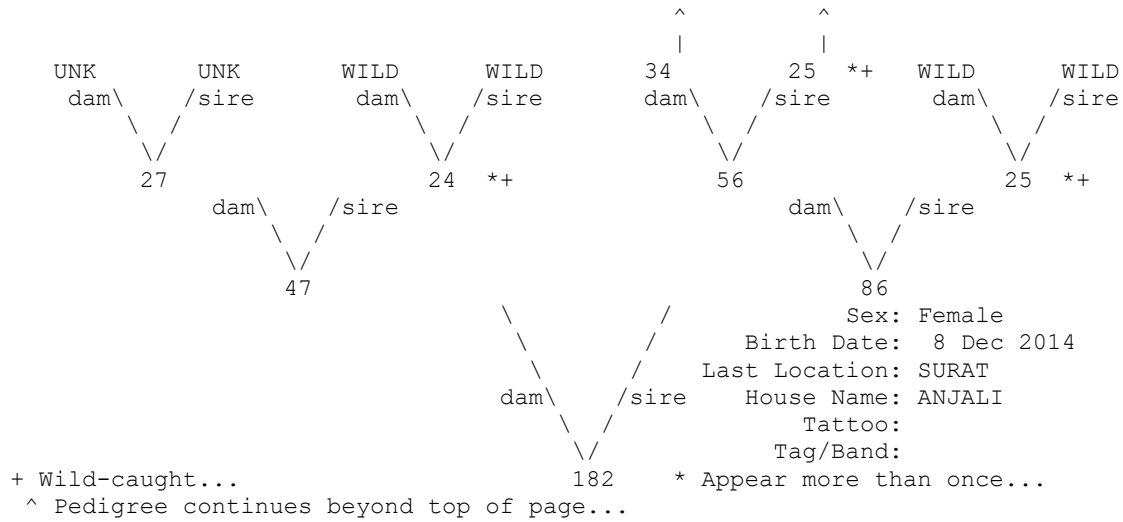 ^ ^
| |
UNK UNK WILD WILD 34 25 *+ WILD WILD
dam\ /sire dam\ /sire dam\ /sire dam\ /sire
\ / \ / \ / \ /
\/ \/ \/ \/
27 24 *+ 56 25 *+
dam\ /sire dam\ /sire
\ / \ /
\/ \/
47 86
\ / Sex: Female
\ / Birth Date: 8 Dec 2014
\ / Last Location: SURAT
dam\ /sire House Name: ANJALI
\ / Tattoo:
\/ Tag/Band:
+ Wild-caught... 182 * Appear more than once...
^ Pedigree continues beyond top of page...